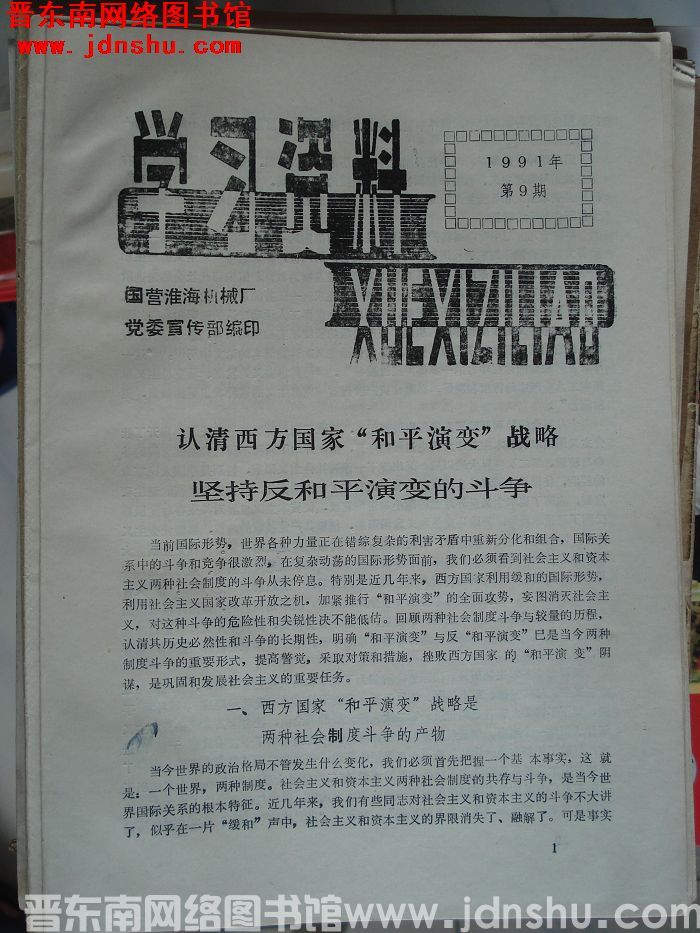 晋东南网络图书馆
www.jdnshu.com
学习资料
1991年
第9期
国营淮海机械厂
党委宣传部编印
XUEXIZILIAO
认清西方国家“和平演变”战略
坚持反和平演变的斗争
当前国际形势，世界各种力量正在错综复杂的利害矛盾中重新分化和组合，国际关
系中的斗争和竞争很激烈，在复杂动荡的国际形势面前，我们必须看到社会主义和资本
主义两种社会制度的斗争从未停息。特别是近几年来，西方国家利用缓和的国际形势，
利用社会主义国家改革开放之机，加紧推行“和平演变”的全面攻势，妄图消灭社会主
义，对这种斗争的危险性和尖锐性决不能低估。回顾两种社会制度斗争与较量的历程，
认清其历史必然性和斗争的长期性，明确“和平演变”与反“和平演变”已是当今两种
制度斗争的重要形式，提高警觉，采取对策和措施，挫败西方国家 的“和平演 变”阴
谋，是巩固和发展社会主义的重要任务。
一、西方国家“和平演变”战略是
两种社会制度斗争的产物
当今世界的政治格局不管发生什么变化，我们必须首先把握一个基 本事实，这 就
是：一个世界，两种制度。社会主义和资本主义两种社会制度的共存与斗争，是当今世
界国际关系的根本特征。近几年来，我们有些同志对社会主义和资本主义的斗争不大讲
了，似乎在一片“缓和”声中，社会主义和资本主义的界限消失了、融解了。可是事实
1
晋东南网络图书馆www.jdnshu.com